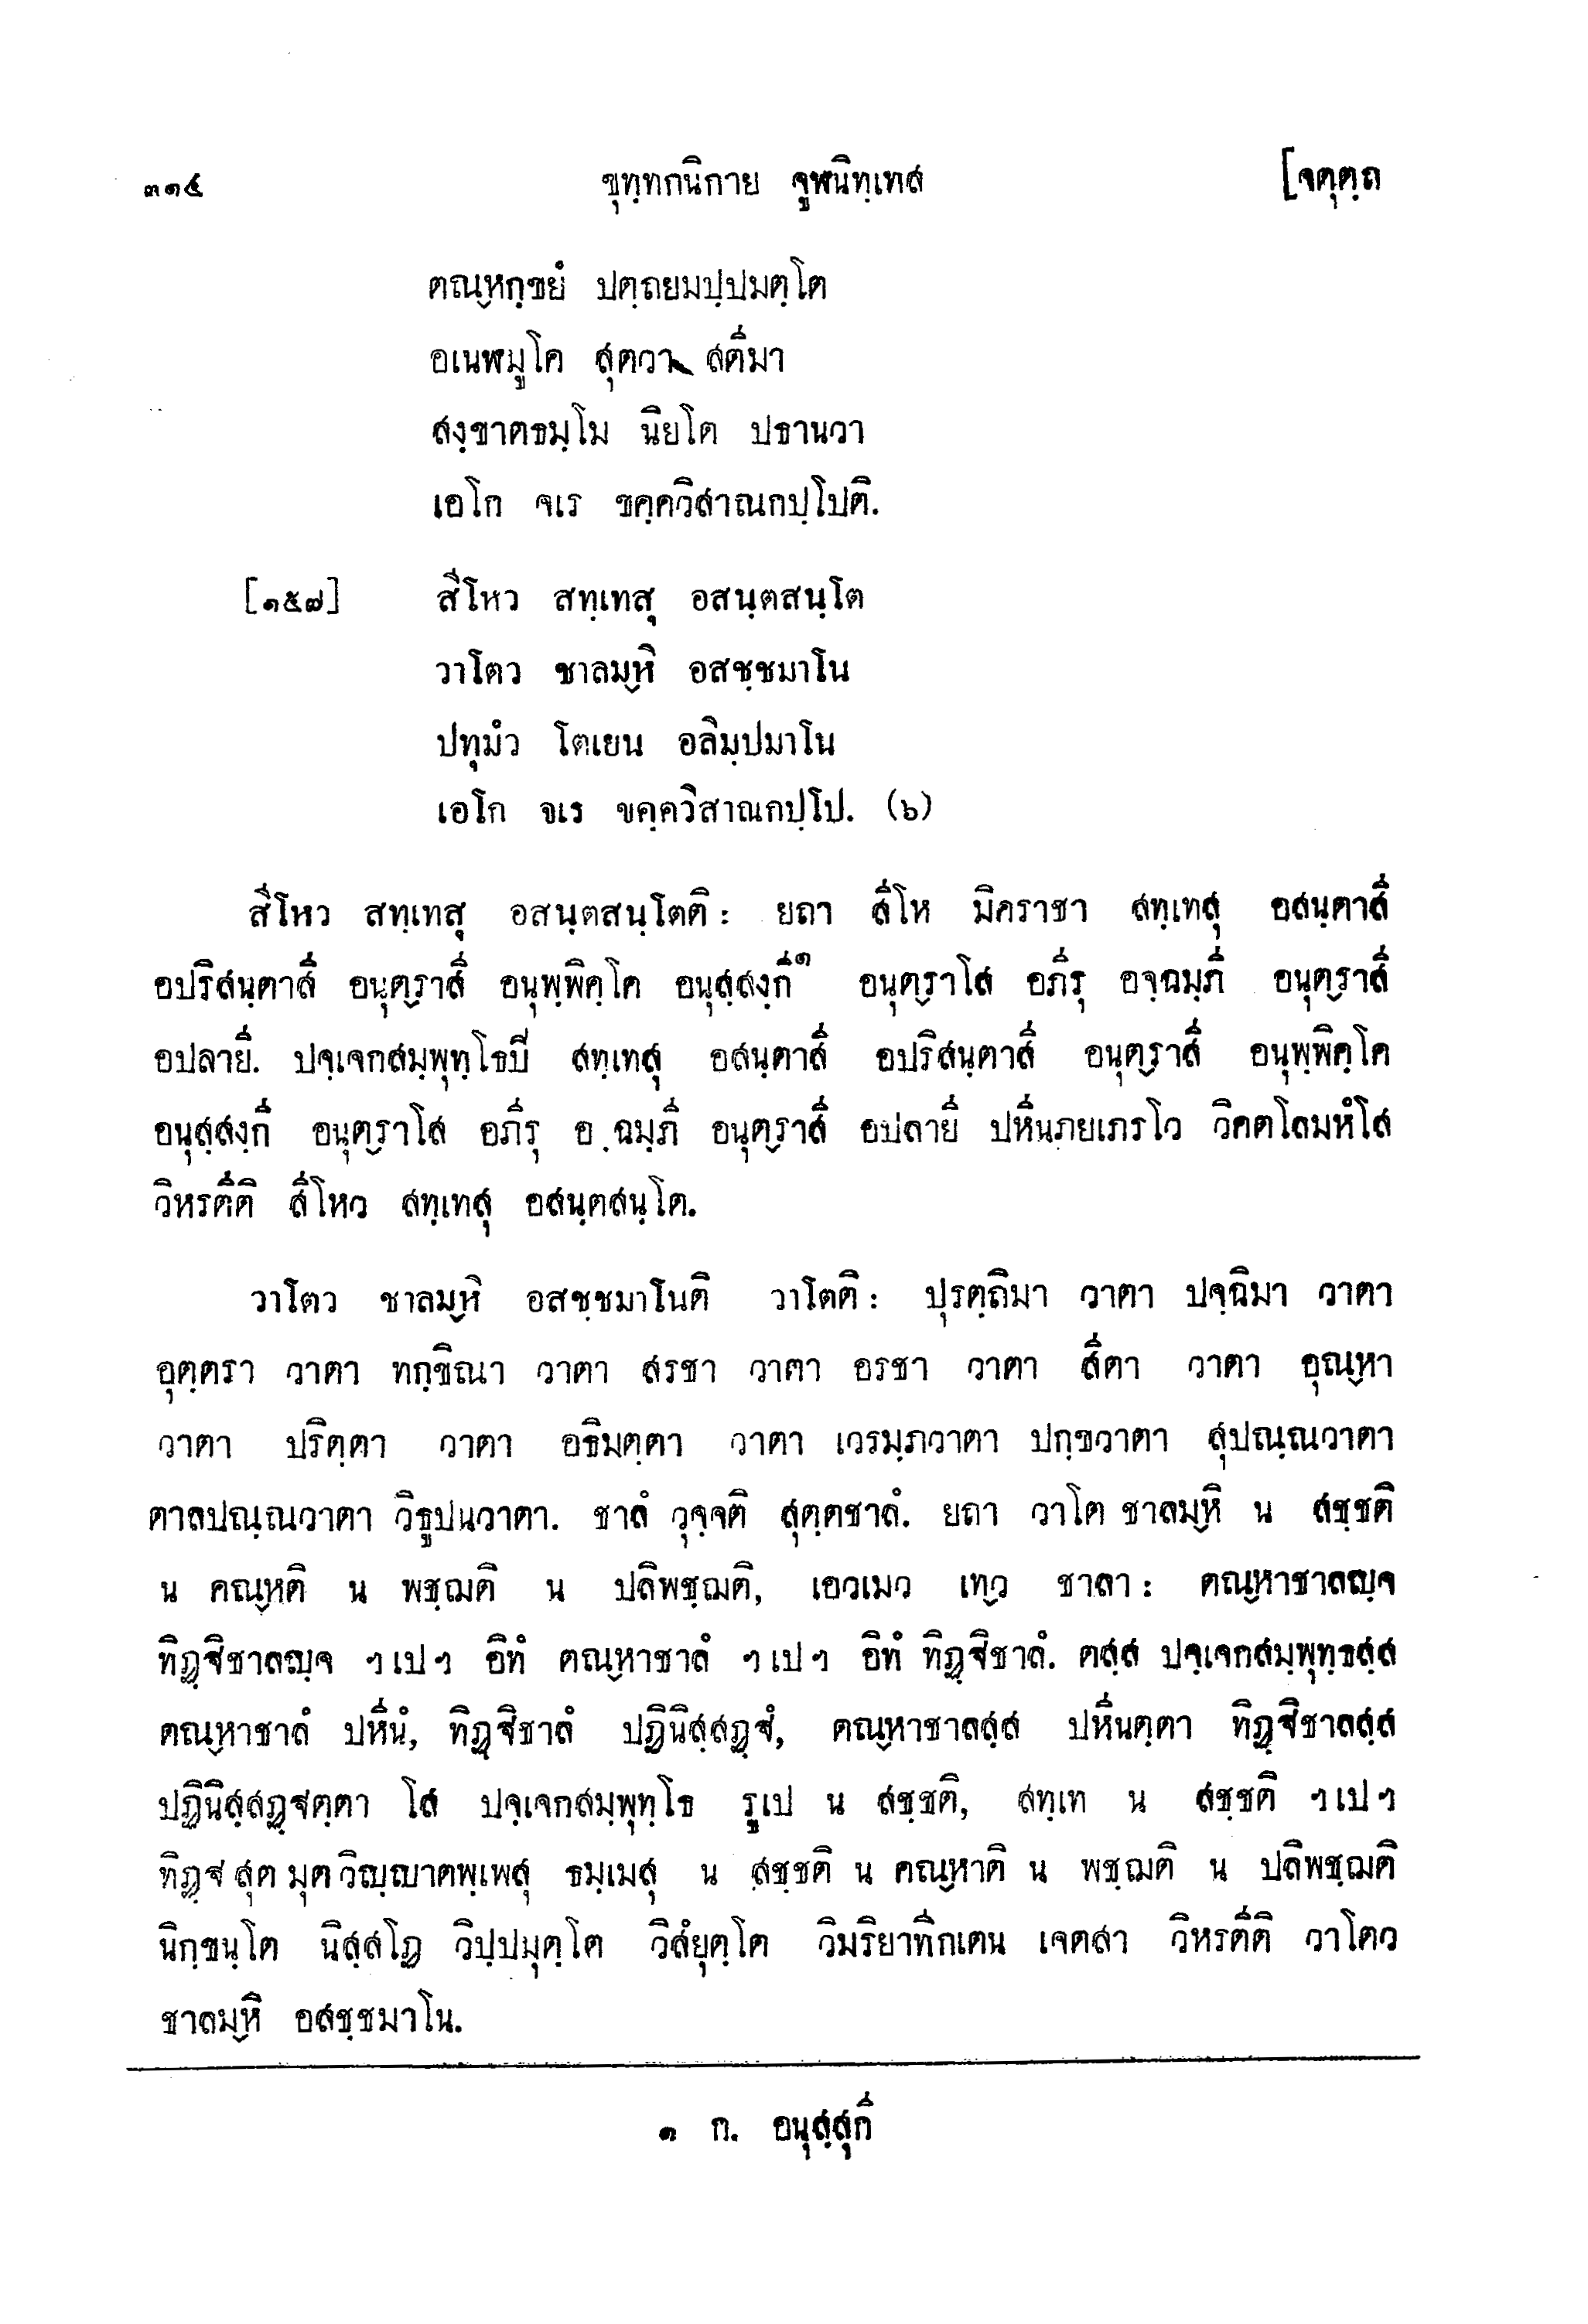 ๓๑๔ ขุทฺทกนิกาย จูฬนิทฺเทส [จตุตฺถ
ตณฺหกฺขยํ ปตฺถยมปฺปมตฺโต
อเนฬมูโค สุตวา สตีมา
สงฺขาตธมฺโม นิยโต ปธานวา
เอโก จเร ขคฺควิสาณกปฺโปติ.
[๑๕๗] สีโหว สทฺเทสุ อสนฺตสนฺโต
วาโตว ชาลมฺหิ อสชฺชมาโน
ปทุมํว โตเยน อลิมฺปมาโน
เอโก จเร ขคฺควิสาณกปฺโป. (๖)
สีโหว สทฺเทสุ อสนฺตสนฺโตติ : ยถา สีโห มิคราชา สทฺเทสุ อสนฺตาสี
อปริสนฺตาสี อนุตฺราสี อนุพฺพิคฺโค อนุสฺสงฺกี๑ อนุตฺราโส อภีรุ อจฺฉมฺภี อนุตฺราสี
อปลายี. ปจฺเจกสมฺพุทฺโธปิ สทฺเทสุ อสนฺตาสี อปริสนฺตาสี อนุตฺราสี อนุพฺพิคฺโค
อนุสฺสงฺกี อนุตฺราโส อภีรุ อ ฺฉมฺภี อนุตฺราสี อปลายี ปหีนภยเภรโว วิคตโลมหํโส
วิหรตีติ สีโหว สทฺเทสุ อสนฺตสนฺโต.
วาโตว ชาลมฺหิ อสชฺชมาโนติ วาโตติ : ปุรตฺถิมา วาตา ปจฺฉิมา วาตา
อุตฺตรา วาตา ทกฺขิณา วาตา สรชา วาตา อรชา วาตา สีตา วาตา อุณฺหา
วาตา ปริตฺตา วาตา อธิมตฺตา วาตา เวรมฺภวาตา ปกฺขวาตา สุปณฺณวาตา
ตาลปณฺณวาตา วิธูปนวาตา. ชาลํ วุจฺจติ สุตฺตชาลํ. ยถา วาโต ชาลมฺหิ น สชฺชติ
น คณฺหติ น พชฺฌติ น ปลิพชฺฌติ, เอวเมว เทฺว ชาลา : ตณฺหาชาลญฺจ
ทิฏฺฐิชาลญฺจ ฯเปฯ อิทํ ตณฺหาชาลํ ฯเปฯ อิทํ ทิฏฺฐิชาลํ. ตสฺส ปจฺเจกสมฺพุทฺธสฺส
ตณฺหาชาลํ ปหีนํ, ทิฏฺฐิชาลํ ปฏินิสฺสฏฺฐํ, ตณฺหาชาลสฺส ปหีนตฺตา ทิฏฺฐิชาลสฺส
ปฏินิสฺสฏฺฐตฺตา โส ปจฺเจกสมฺพุทฺโธ รูเป น สชฺชติ, สทฺเท น สชฺชติ ฯเปฯ
ทิฏฺฐ สุต มุต วิญฺญาตพฺเพสุ ธมฺเมสุ น สชฺชติ น คณฺหาติ น พชฺฌติ น ปลิพชฺฌติ
นิกฺขนฺโต นิสฺสโฏ วิปฺปมุตฺโต วิสํยุตฺโต วิมริยาทิกเตน เจตสา วิหรตีติ วาโตว
ชาลมฺหิ อสชฺชมาโน.
๑ ก. อนุสฺสุกี